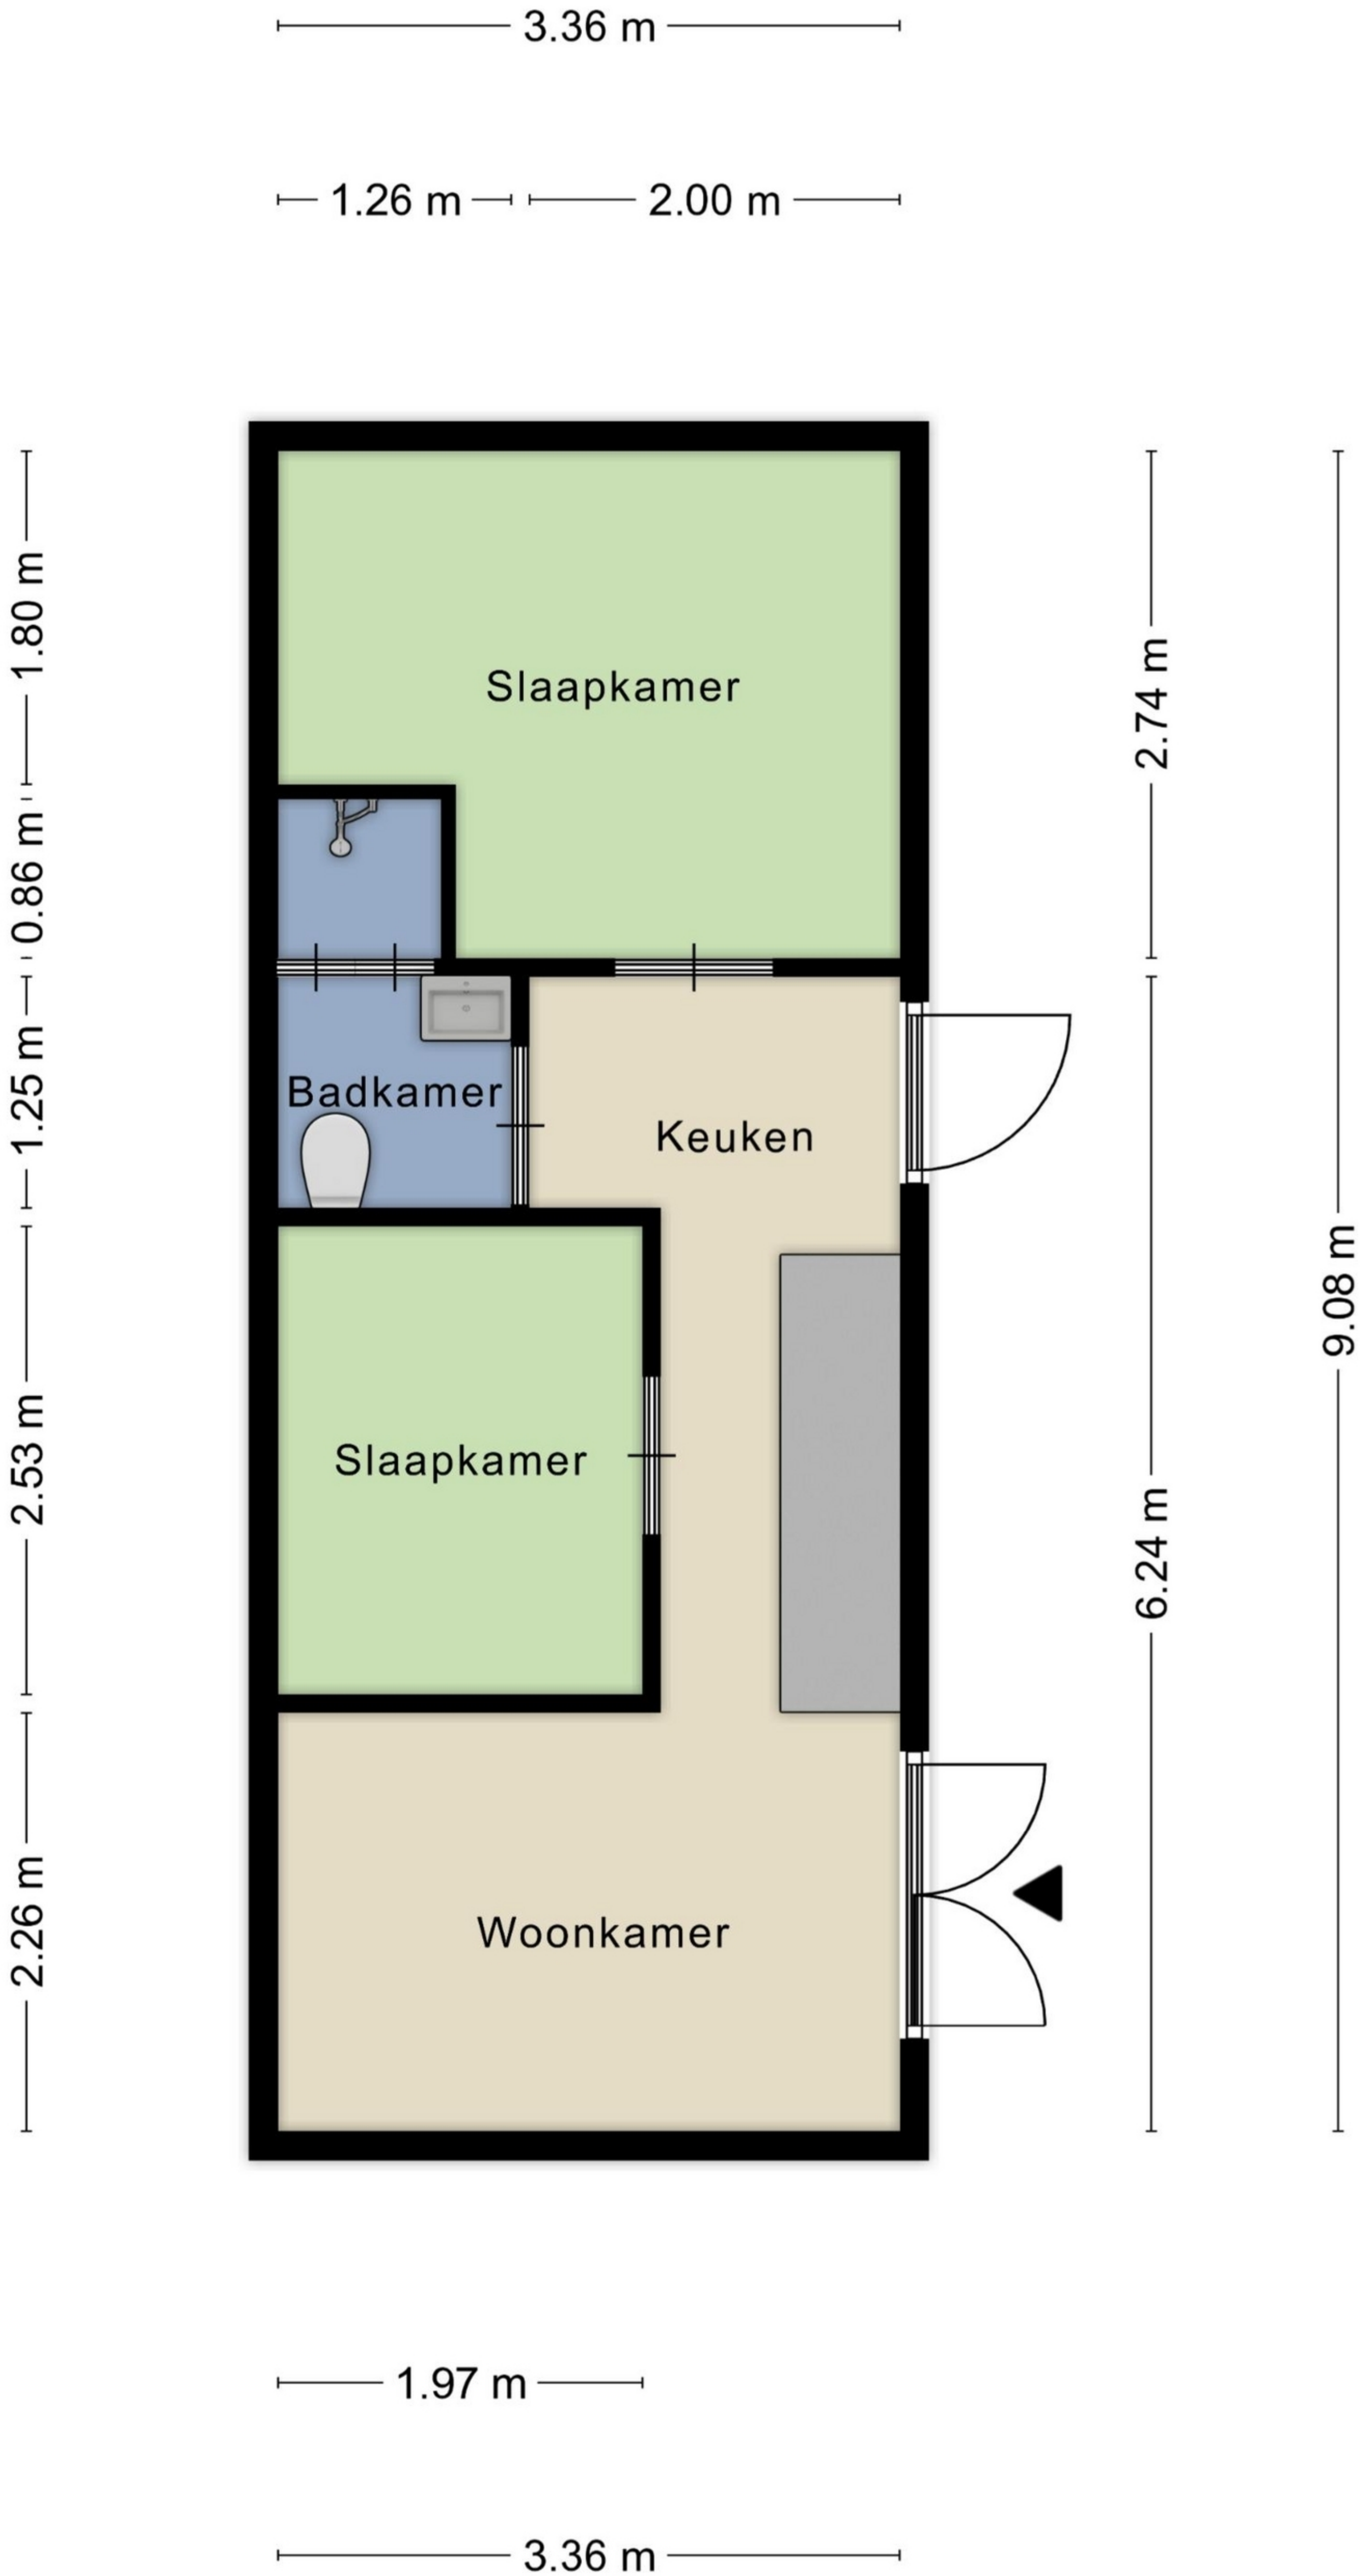 3.36 m
1.26 m
2.00 m
1.80 m
Slaapkamer
2.74 m
0.86 m
1.25 m
Badkamer
Keuken
9.08 m
2.53 m
Slaapkamer
6.24 m
2.26 m
Woonkamer
1.97 m
3.36 m